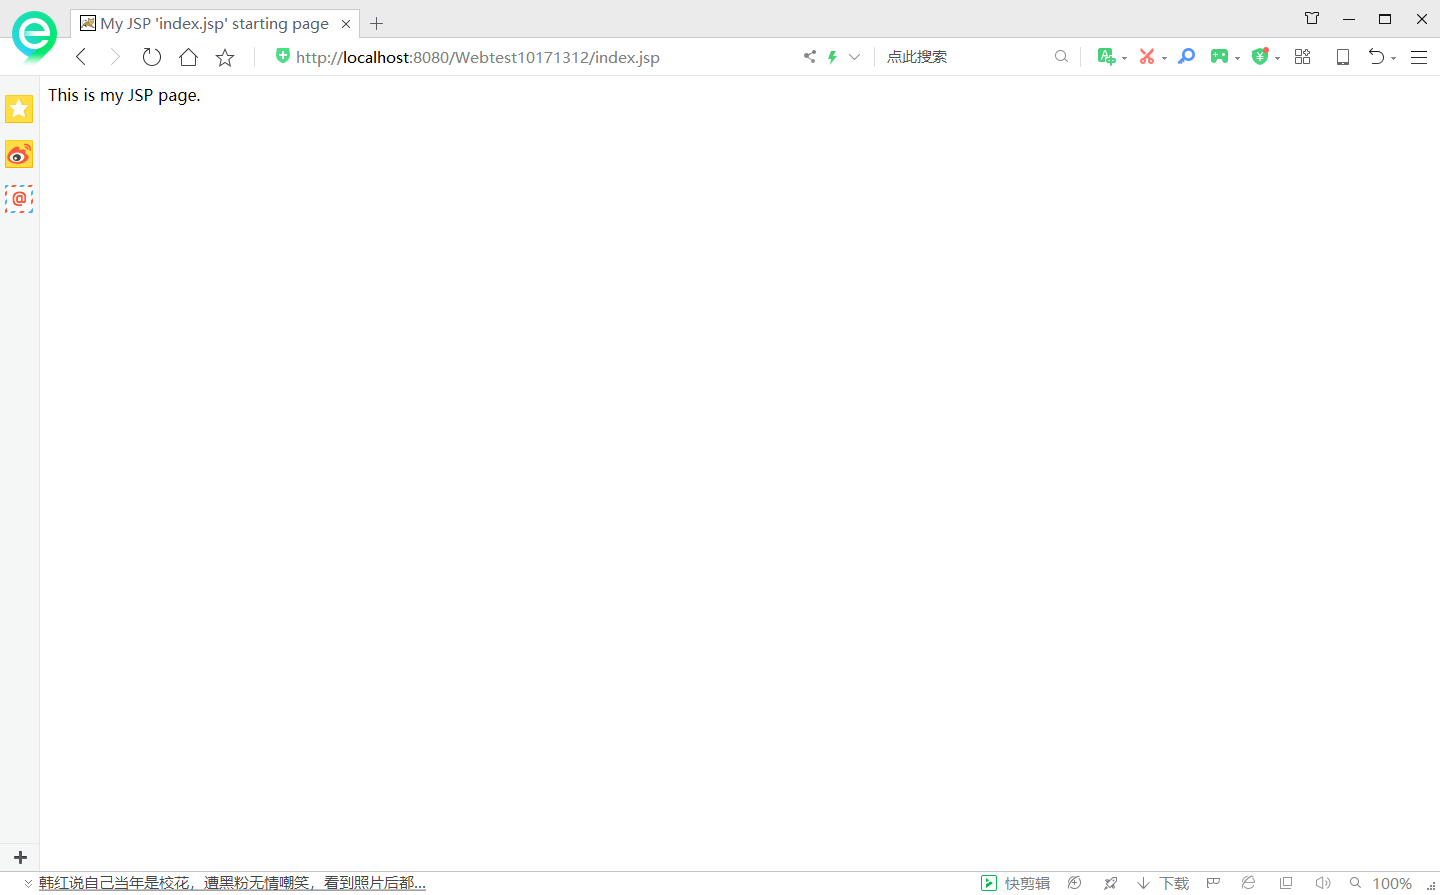 My JSP 'index.jsp' starting page
http://localhost:8080/Webtest10171312/index.jsp
点此搜索
This is my JSP page.
韩红说自己当年是校花，遭黑粉无情嘲笑，看到照片后都...
快剪辑
下载
100%